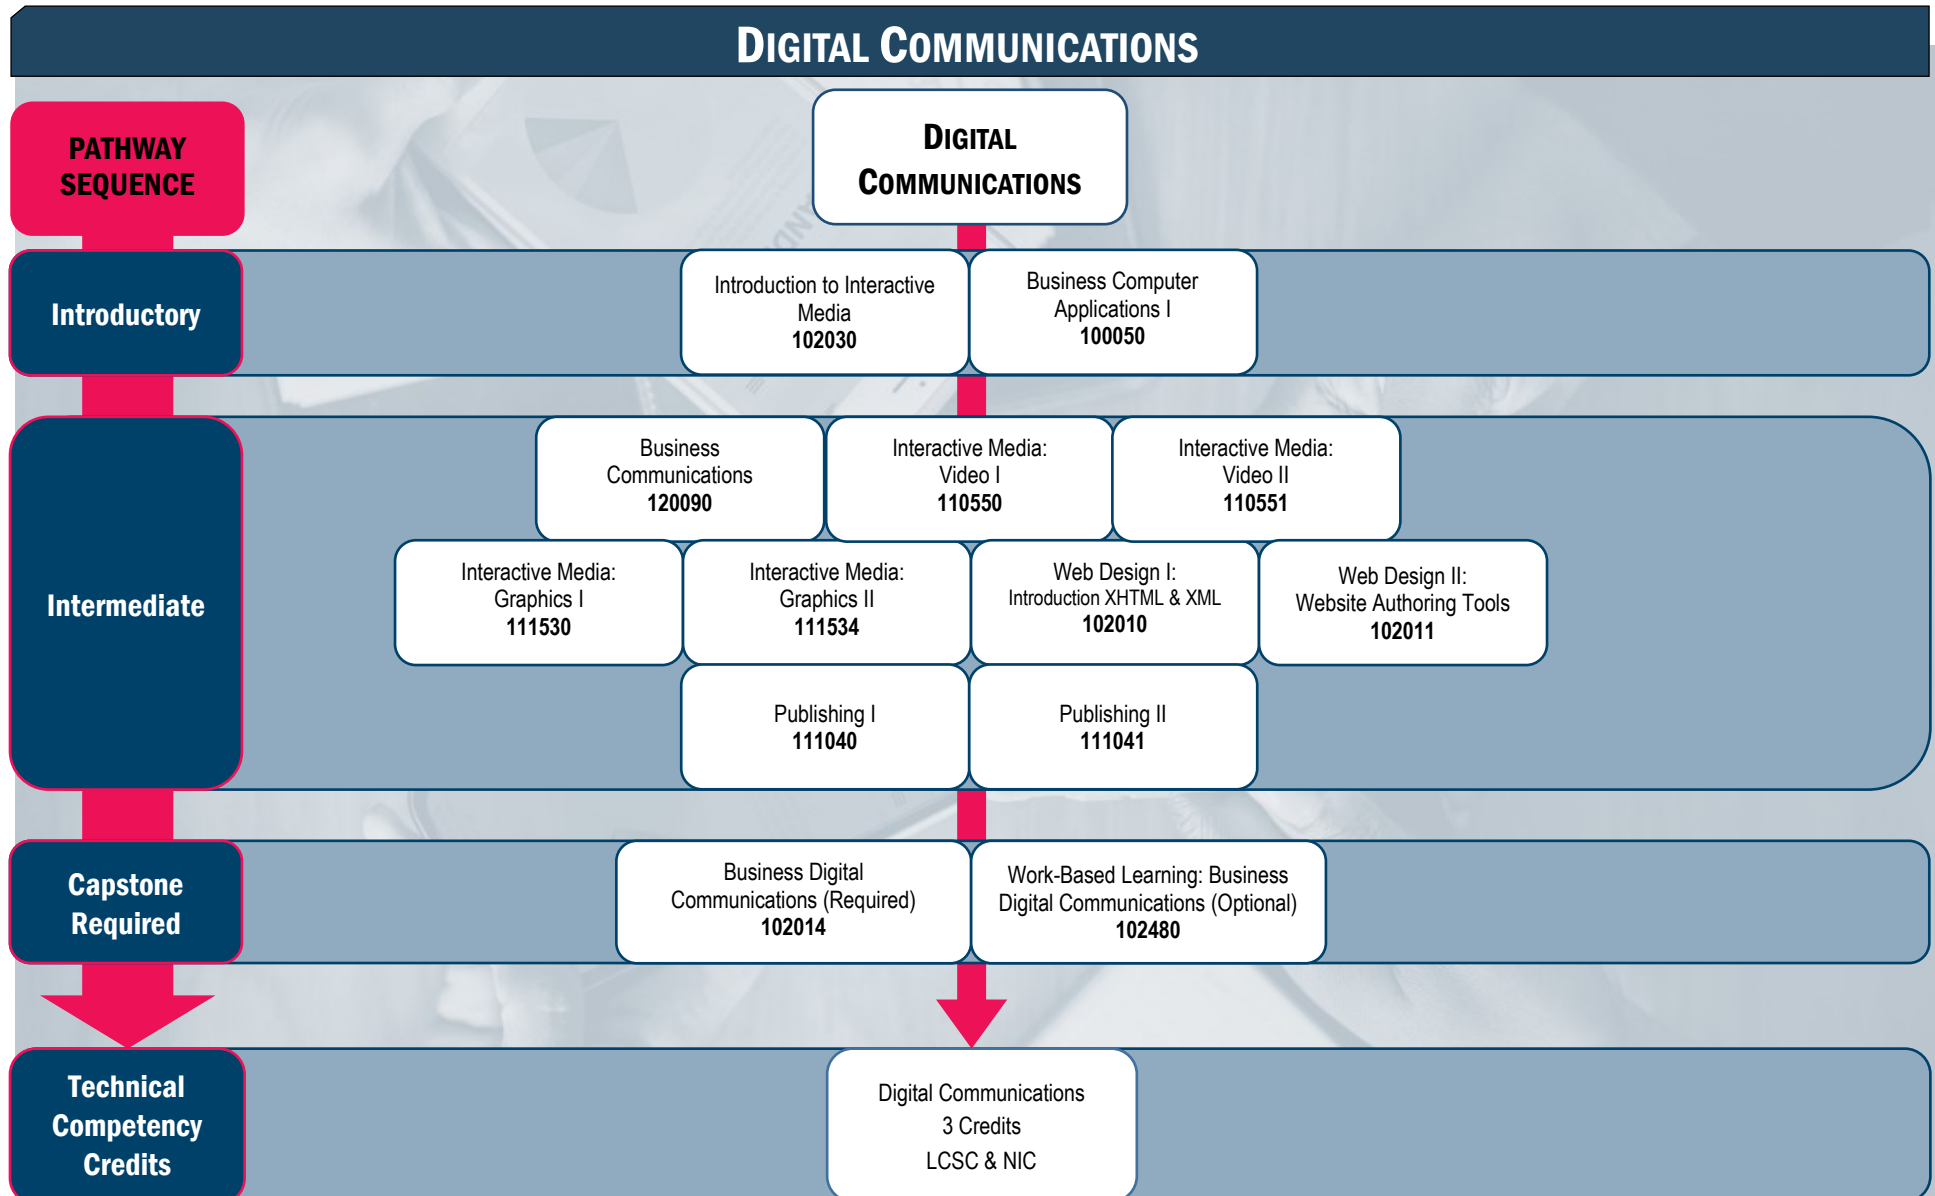 DIGITAL COMMUNICATIONS
PATHWAY
SEQUENCE
DIGITAL
COMMUNICATIONS
Introductory
Introduction to Interactive
Media
102030
Business Computer
Applications I
100050
Intermediate
Business
Communications
120090
Interactive Media:
Video I
110550
Interactive Media:
Video II
110551
Interactive Media:
Graphics I
111530
Interactive Media:
Graphics II
111534
Web Design I:
Introduction XHTML & XML
102010
Web Design II:
Website Authoring Tools
102011
Publishing I
111040
Publishing II
111041
Capstone
Required
Business Digital
Communications (Required)
102014
Work-Based Learning: Business
Digital Communications (Optional)
102480
Technical
Competency
Credits
Digital Communications
3 Credits
LCSC & NIC